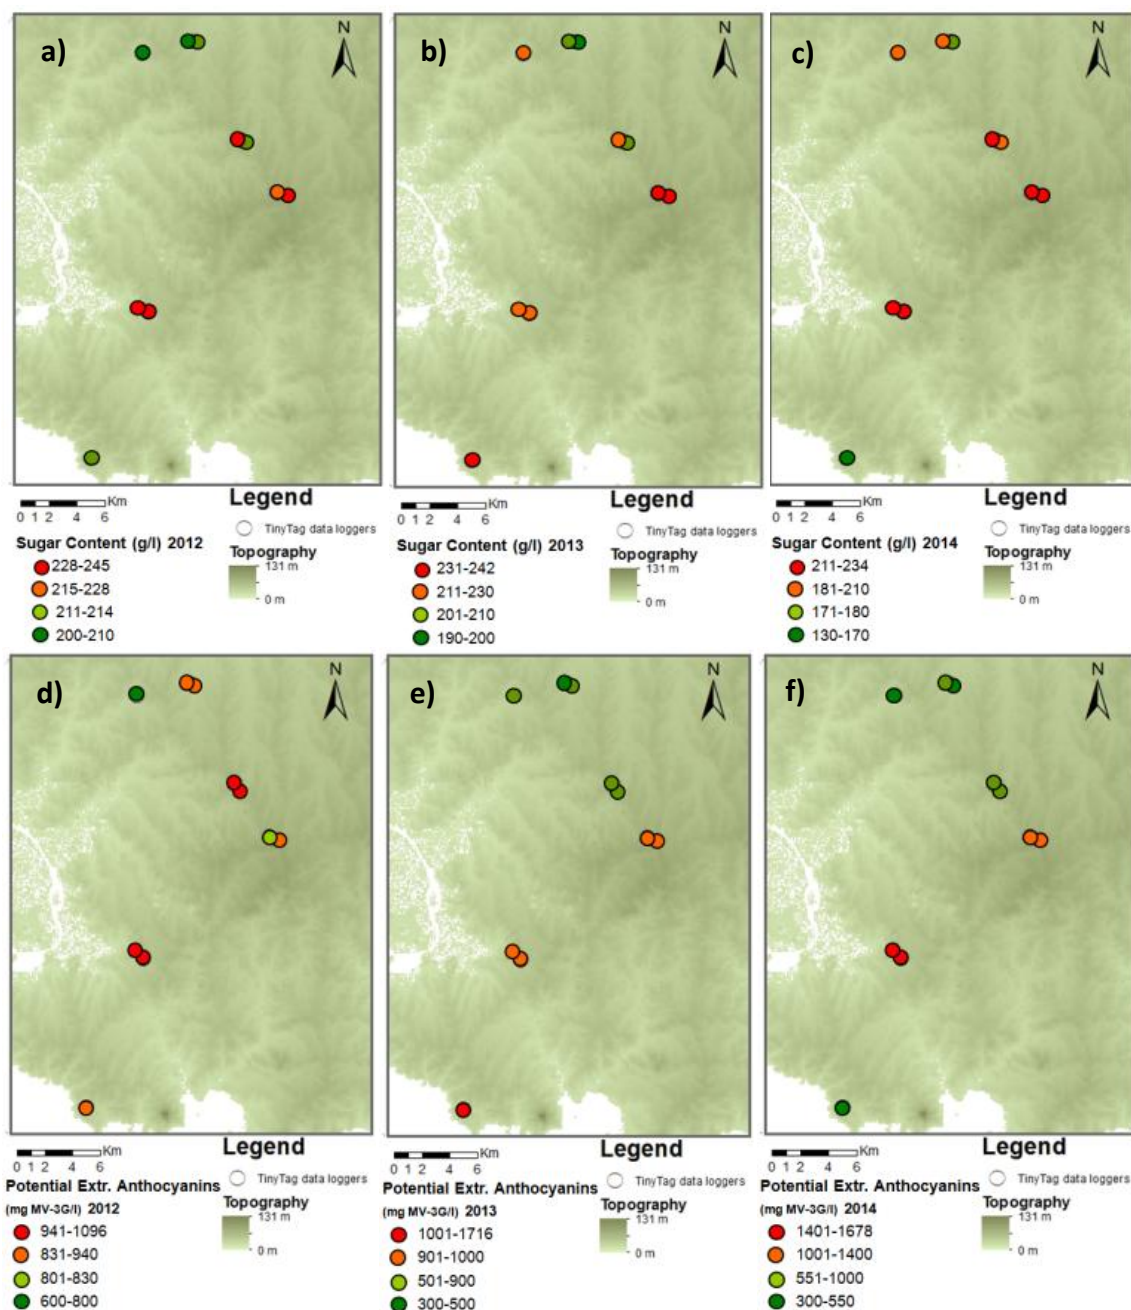 a)
N
b)
N
c)
N
Km
0 1 2 4 6
Legend
TinyTag data loggers
Sugar Content (g/l) 2012
228-245
215-228
211-214
200-210
Topography
131 m
0 m
Km
0 1 2 4 6
Legend
TinyTag data loggers
Sugar Content (g/l) 2013
231-242
211-230
201-210
190-200
Topography
131 m
0 m
Km
0 1 2 4 6
Legend
TinyTag data loggers
Sugar Content (g/l) 2014
211-234
181-210
171-180
130-170
Topography
131 m
0 m
d)
N
e)
N
f)
N
Km
0 1 2 4 6
Legend
TinyTag data loggers
Potential Extr. Anthocyanins
(mg MV-3G/l) 2012
941-1096
831-940
801-830
600-800
Topography
131 m
0 m
Km
0 1 2 4 6
Legend
TinyTag data loggers
Potential Extr. Anthocyanins
(mg MV-3G/l) 2013
1001-1716
901-1000
501-900
300-500
Topography
131 m
0 m
Km
0 1 2 4 6
Legend
TinyTag data loggers
Potential Extr. Anthocyanins
(mg MV-3G/l) 2014
1401-1678
1001-1400
551-1000
300-550
Topography
131 m
0 m